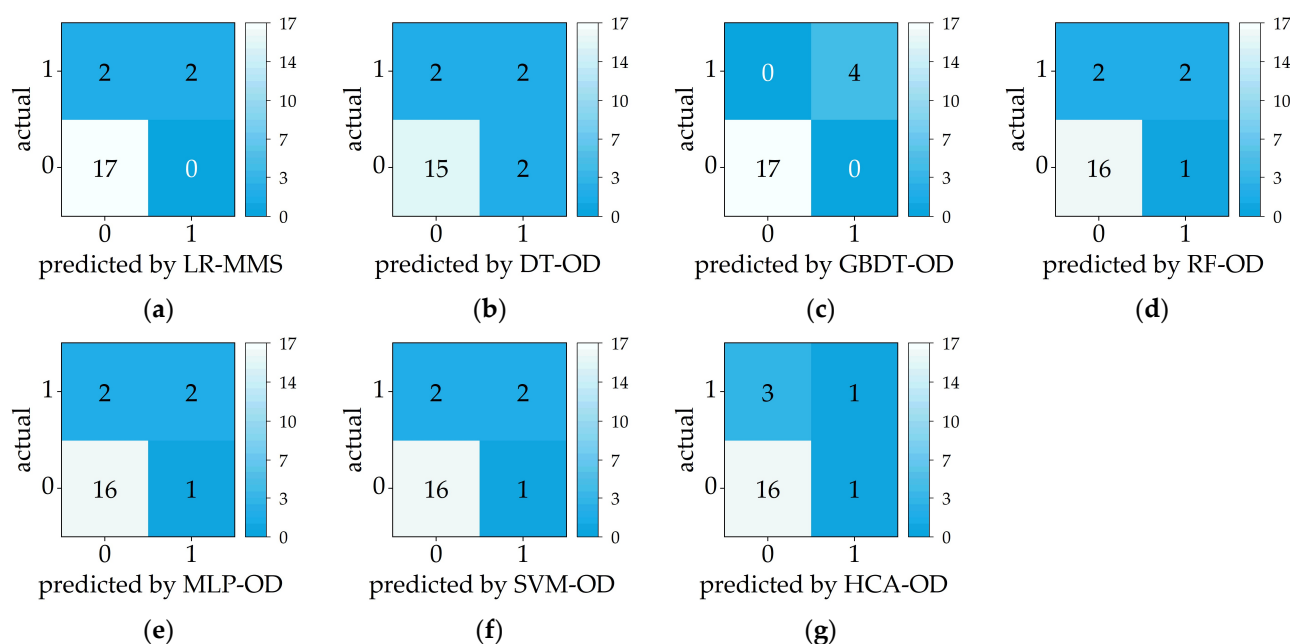 17
17
17
17
1 2 2 14
1 2 2 14
1 0 4 14
1 2 2 14
actual 10
actual 10
actual 10
actual 10
7
7
7
7
0 17 0 3
0 15 2 3
0 17 0 3
0 16 1 3
0
0
0
0
0 1
0 1
0 1
0 1
predicted by LR-MMS
predicted by DT-OD
predicted by GBDT-OD
predicted by RF-OD
(a)
(b)
(c)
(d)
17
17
17
1 2 2 14
1 2 2 14
1 3 1 14
actual 10
actual 10
actual 10
7
7
7
0 16 1 3
0 16 1 3
0 16 1 3
0
0
0
0 1
0 1
0 1
predicted by MLP-OD
predicted by SVM-OD
predicted by HCA-OD
(e)
(f)
(g)